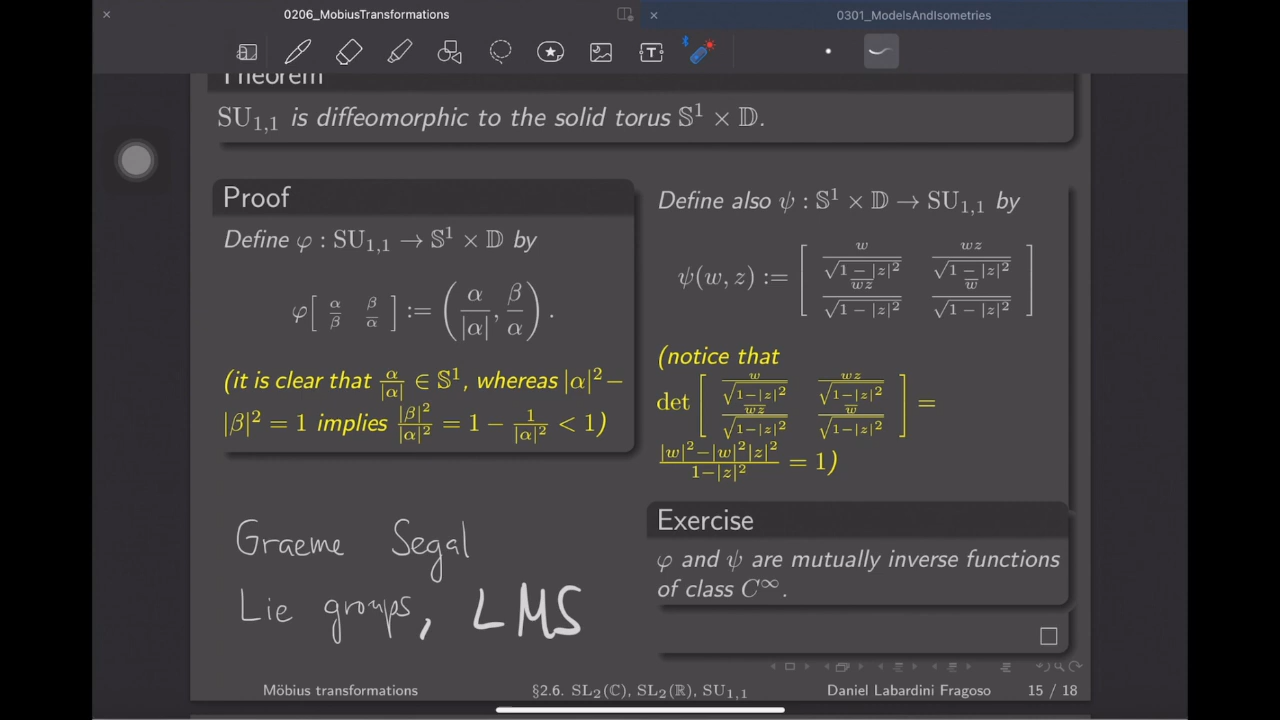 0206_MobiusTransformations
0301_ModelsAndIsometries
Theorem
SU₁,₁ is diffeomorphic to the solid torus 𝕊¹ × 𝔻.
Proof
Define φ : SU₁,₁ → 𝕊¹ × 𝔻 by
φ[ α β ; β̅ α̅ ] := ( α/|α| , β/α ).
(it is clear that α/|α| ∈ 𝕊¹, whereas |α|² −
|β|² = 1 implies |β|²/|α|² = 1 − 1/|α|² < 1)
Graeme Segal
Lie groups, LMS
Define also ψ : 𝕊¹ × 𝔻 → SU₁,₁ by
ψ(w, z) := [ w/√(1 − |z|²) wz/√(1 − |z|²) ; w̅z̅/√(1 − |z|²) w̅/√(1 − |z|²) ]
(notice that
det [ w/√(1−|z|²) wz/√(1−|z|²) ; w̅z̅/√(1−|z|²) w̅/√(1−|z|²) ] =
(|w|²−|w|²|z|²)/(1−|z|²) = 1)
Exercise
φ and ψ are mutually inverse functions
of class C^∞.
□
Möbius transformations §2.6. SL₂(ℂ), SL₂(ℝ), SU₁,₁ Daniel Labardini Fragoso 15 / 18